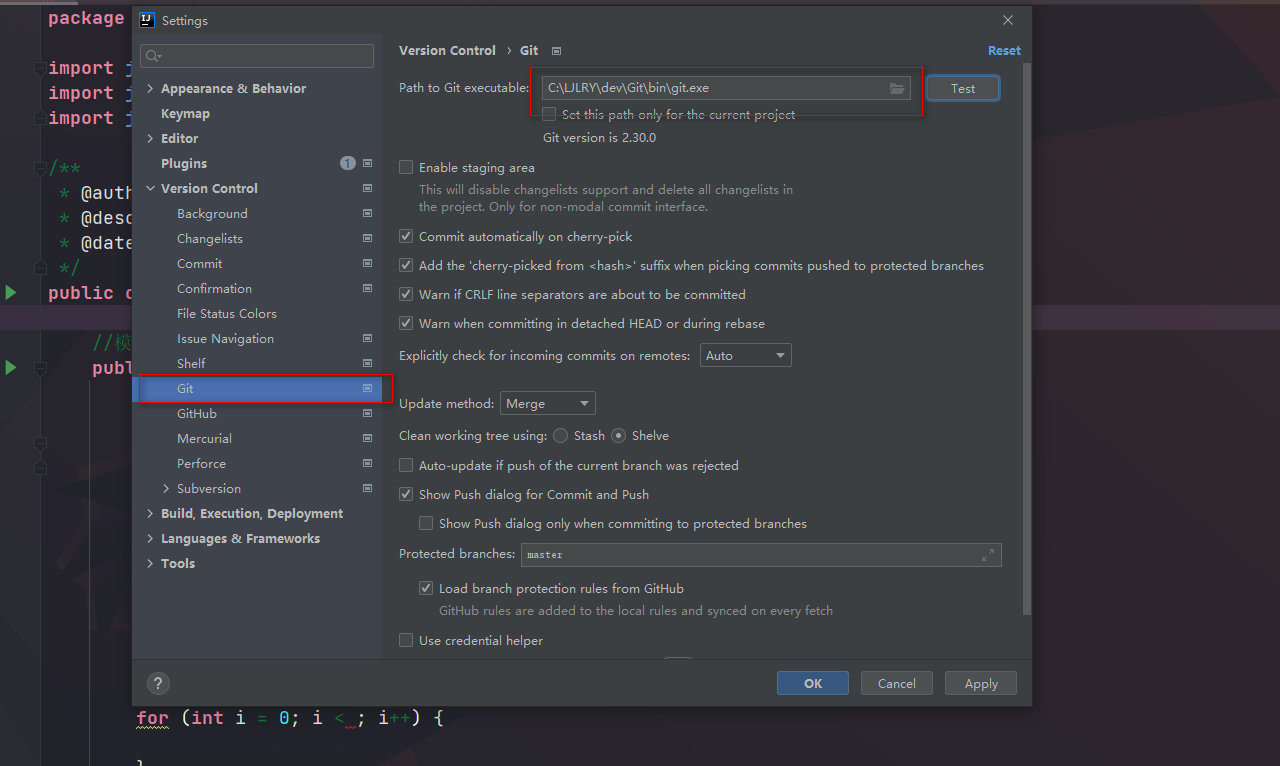 package
Settings
import j
import j
import j
/**
* @auth
* @desc
* @date
*/
public c
//模
publ
Appearance & Behavior
Keymap
Editor
Plugins 1
Version Control
Background
Changelists
Commit
Confirmation
File Status Colors
Issue Navigation
Shelf
Git
GitHub
Mercurial
Perforce
Subversion
Build, Execution, Deployment
Languages & Frameworks
Tools
Version Control › Git
Reset
Path to Git executable: C:\LJLRY\dev\Git\bin\git.exe Test
Set this path only for the current project
Git version is 2.30.0
Enable staging area
This will disable changelists support and delete all changelists in
the project. Only for non-modal commit interface.
Commit automatically on cherry-pick
Add the 'cherry-picked from <hash>' suffix when picking commits pushed to protected branches
Warn if CRLF line separators are about to be committed
Warn when committing in detached HEAD or during rebase
Explicitly check for incoming commits on remotes: Auto
Update method: Merge
Clean working tree using: Stash Shelve
Auto-update if push of the current branch was rejected
Show Push dialog for Commit and Push
Show Push dialog only when committing to protected branches
Protected branches: master
Load branch protection rules from GitHub
GitHub rules are added to the local rules and synced on every fetch
Use credential helper
? OK Cancel Apply
for (int i = 0; i < ; i++) {
}